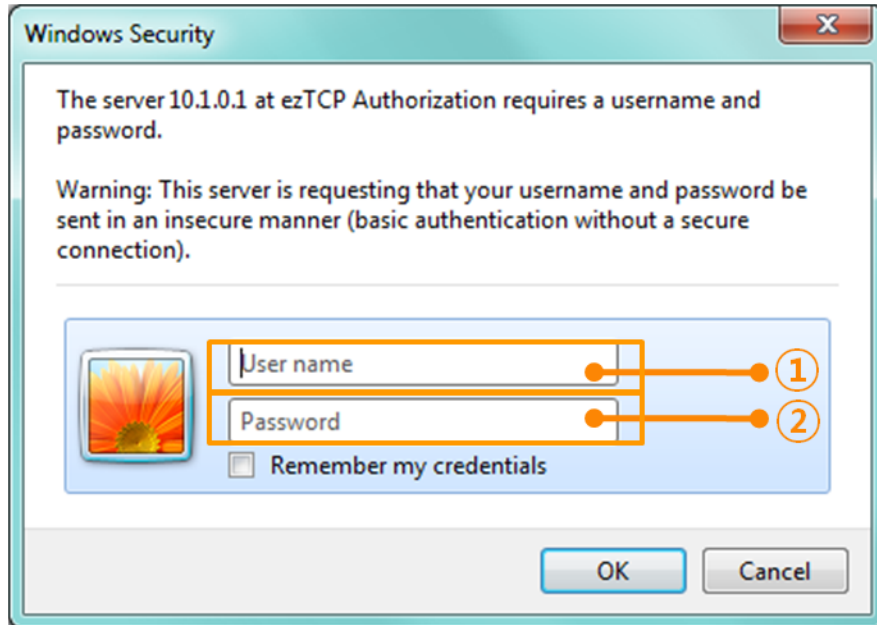 Windows Security
The server 10.1.0.1 at ezTCP Authorization requires a username and
password.
Warning: This server is requesting that your username and password be
sent in an insecure manner (basic authentication without a secure
connection).
User name
①
Password
②
Remember my credentials
OK
Cancel